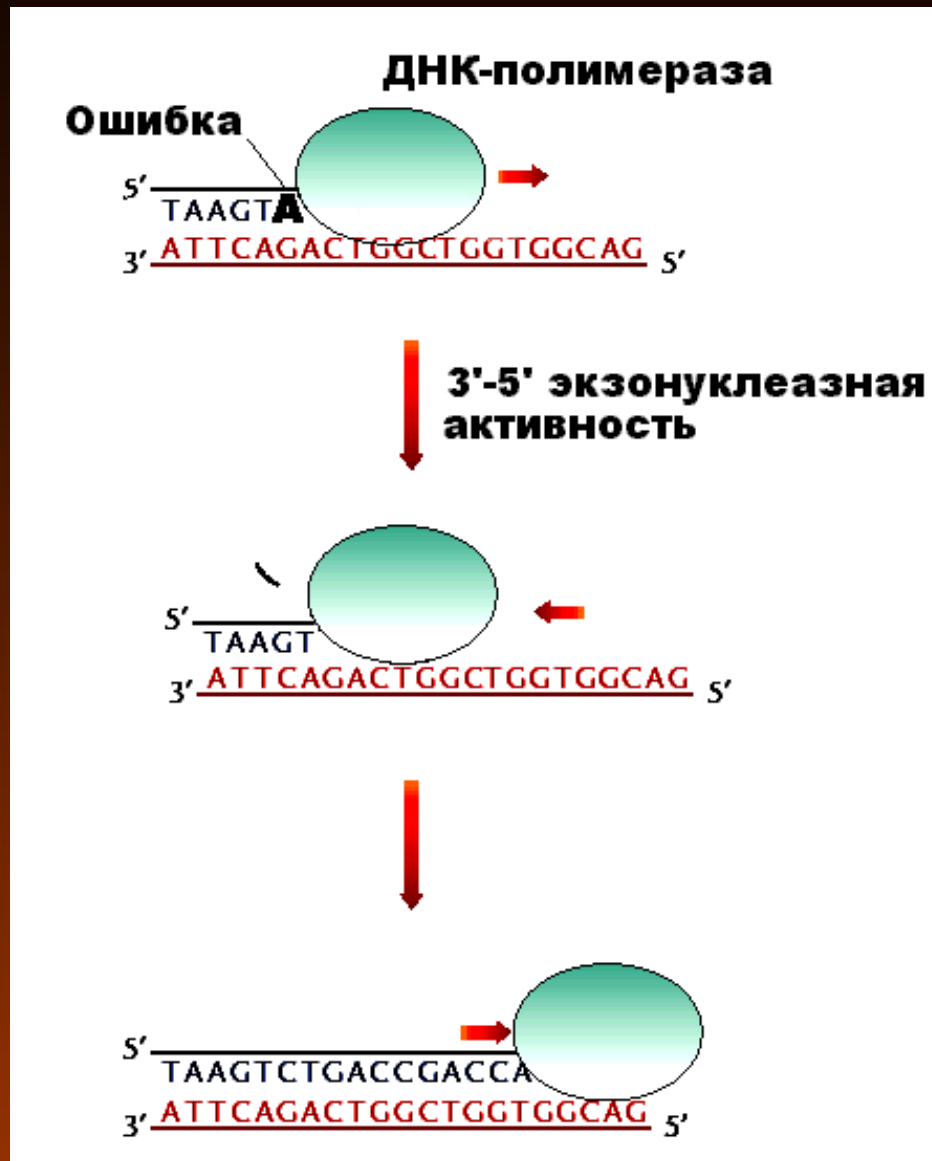 ДНК-полимераза
Ошибка
5′
TAAGTA
3′ ATTCAGACTGGCTGGTGGCAG 5′
3'-5' экзонуклеазная
активность
5′
TAAGT
3′ ATTCAGACTGGCTGGTGGCAG 5′
5′
TAAGTCTGACCGACCA
3′ ATTCAGACTGGCTGGTGGCAG 5′